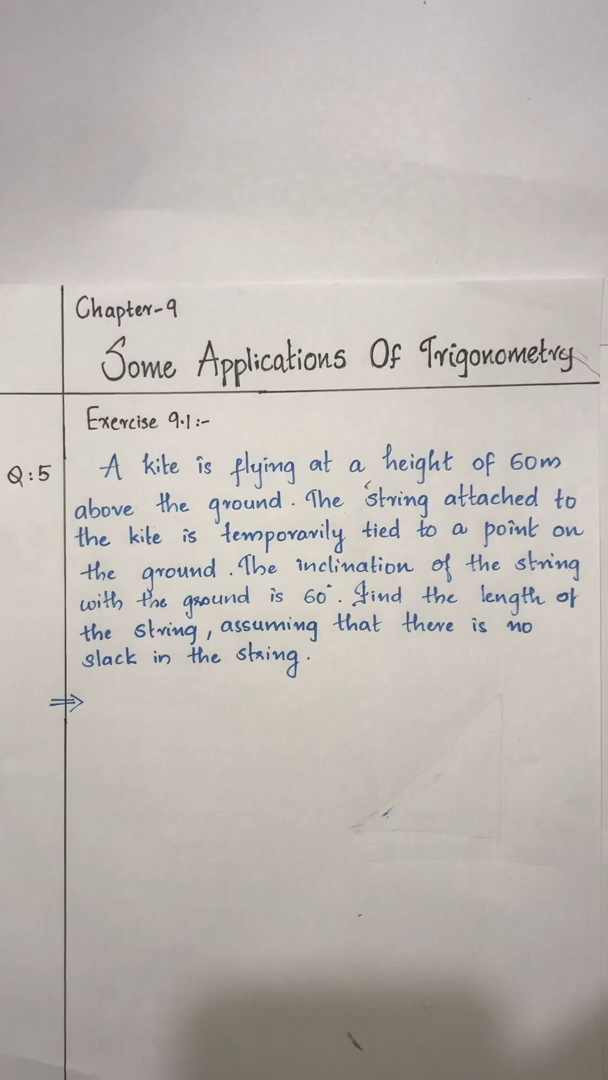 Chapter-9
Some Applications Of Trigonometry
Exercise 9.1:-
Q:5 A kite is flying at a height of 60m
above the ground. The string attached to
the kite is temporarily tied to a point on
the ground. The inclination of the string
with the ground is 60°. Find the length of
the string, assuming that there is no
slack in the string.
⇒